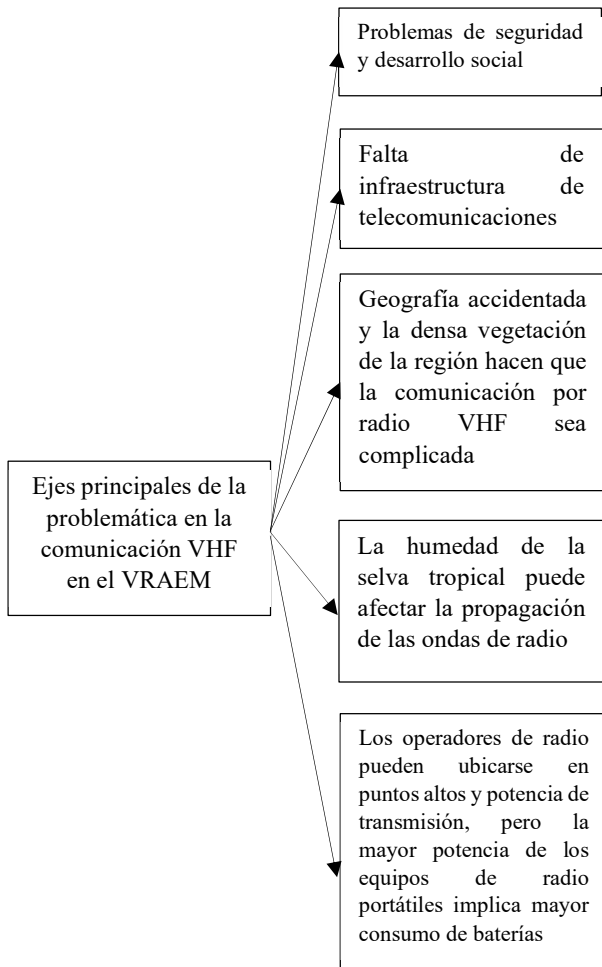 Problemas de seguridad
y desarrollo social
Falta de
infraestructura de
telecomunicaciones
Geografía accidentada
y la densa vegetación
de la región hacen que
la comunicación por
radio VHF sea
complicada
Ejes principales de la
problemática en la
comunicación VHF
en el VRAEM
La humedad de la
selva tropical puede
afectar la propagación
de las ondas de radio
Los operadores de radio
pueden ubicarse en
puntos altos y potencia de
transmisión, pero la
mayor potencia de los
equipos de radio
portátiles implica mayor
consumo de baterías